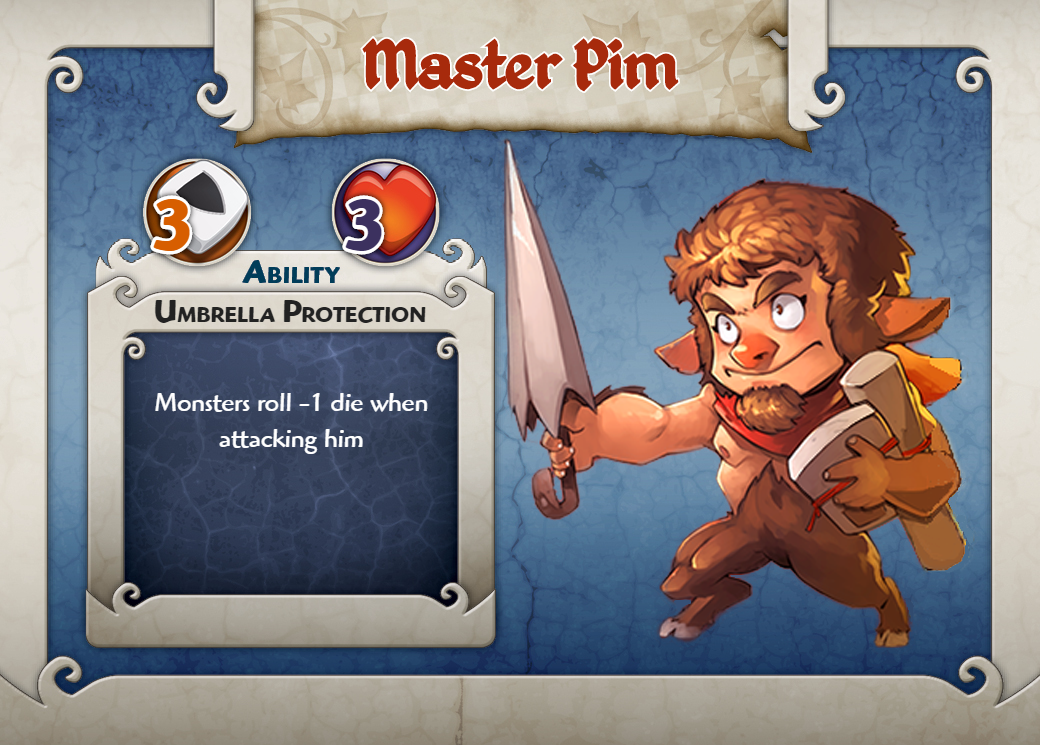 Master Pim
3 3
Ability
Umbrella Protection
Monsters roll -1 die when
attacking him